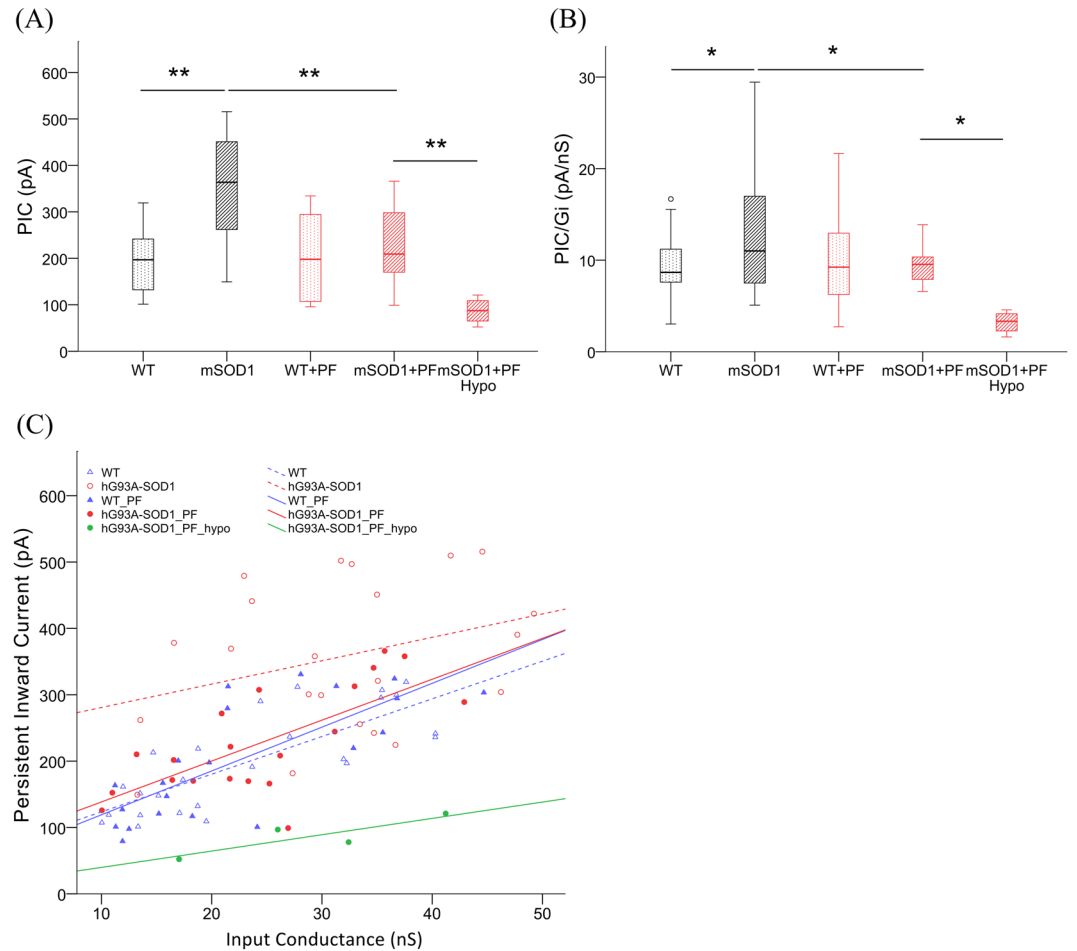 (A)
PIC (pA)
600
500
400
300
200
100
0
** ** **
WT mSOD1 WT+PF mSOD1+PF mSOD1+PF
Hypo
(B)
PIC/Gi (pA/nS)
30
20
10
0
* * *
WT mSOD1 WT+PF mSOD1+PF mSOD1+PF
Hypo
(C)
Persistent Inward Current (pA)
600
500
400
300
200
100
0
WT WT
hG93A-SOD1 hG93A-SOD1
WT_PF WT_PF
hG93A-SOD1_PF hG93A-SOD1_PF
hG93A-SOD1_PF_hypo hG93A-SOD1_PF_hypo
10 20 30 40 50
Input Conductance (nS)